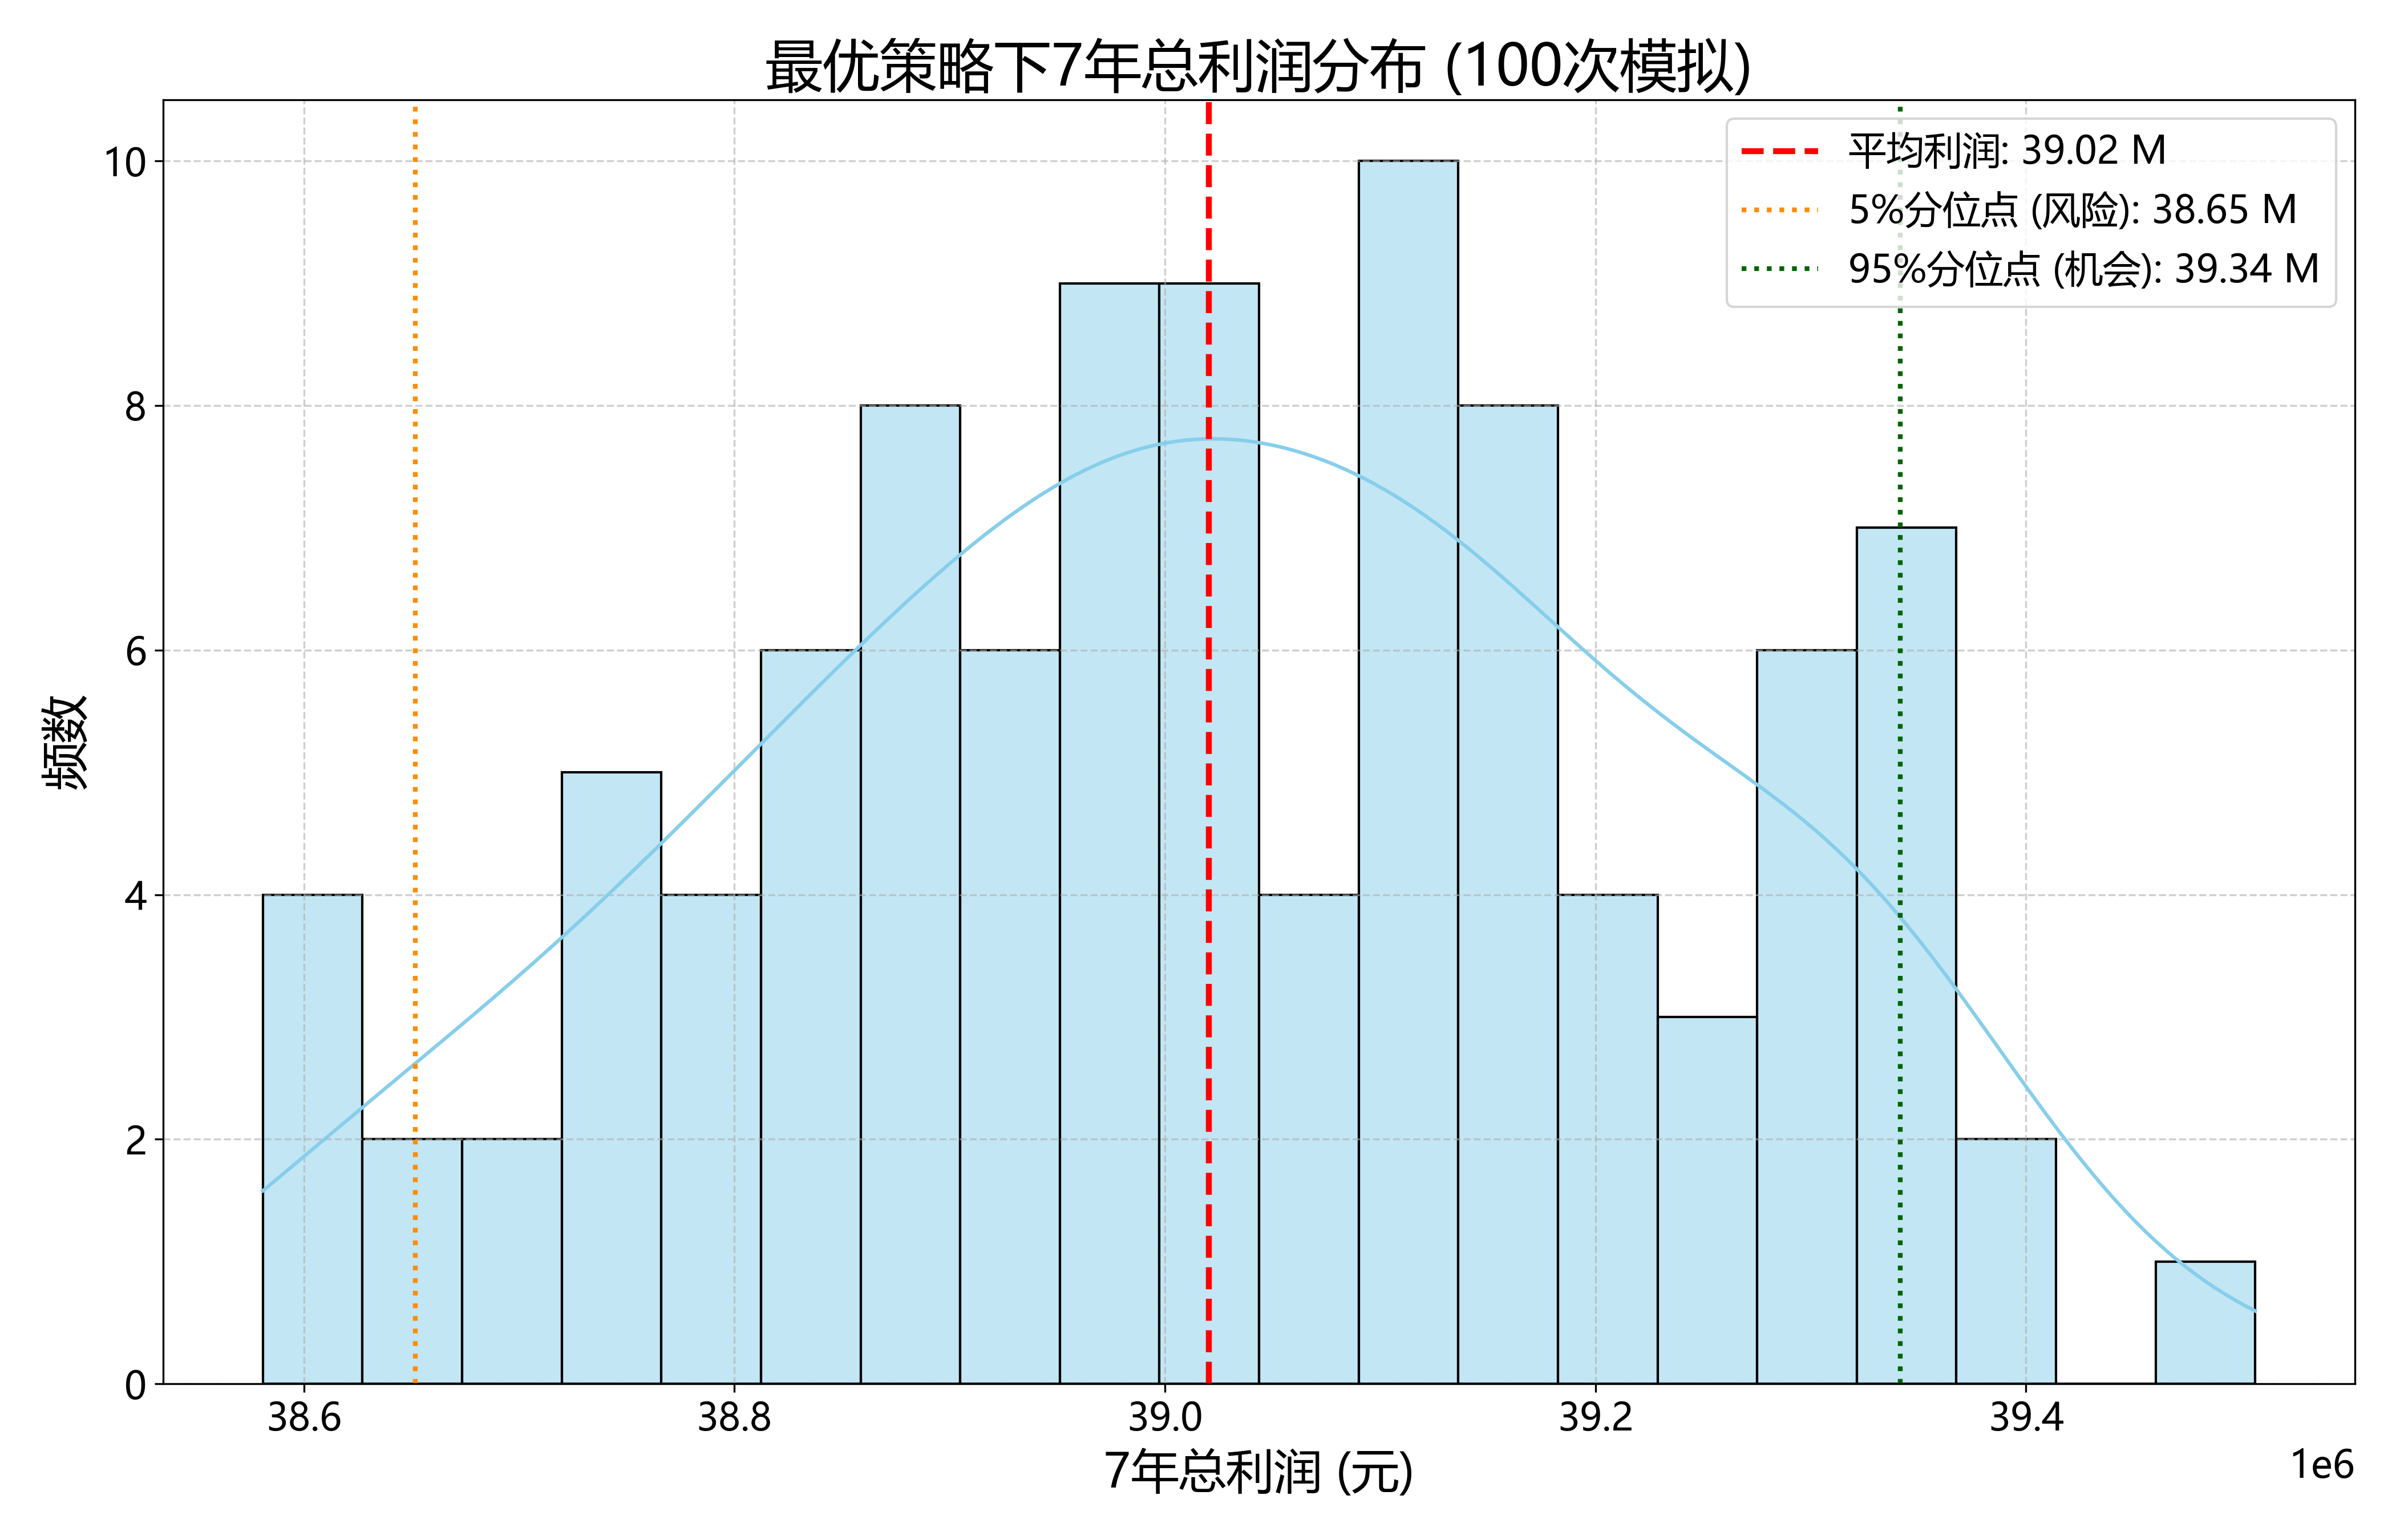 最优策略下7年总利润分布 (100次模拟)
平均利润: 39.02 M
5%分位点 (风险): 38.65 M
95%分位点 (机会): 39.34 M
频数
10
8
6
4
2
0
38.6 38.8 39.0 39.2 39.4
1e6
7年总利润 (元)